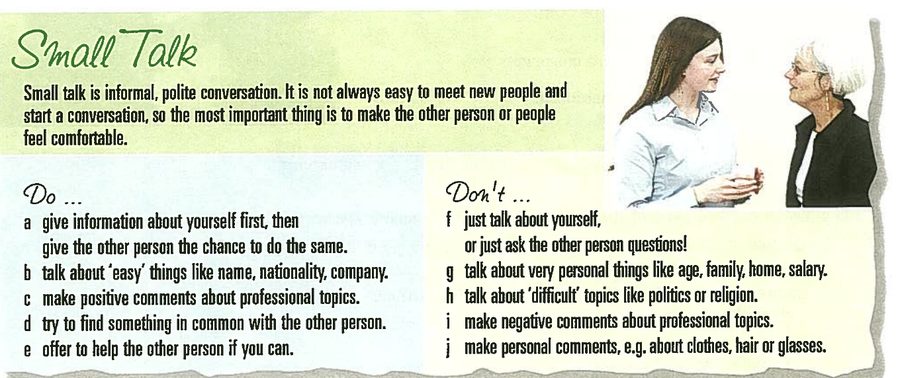 Small Talk
Small talk is informal, polite conversation. It is not always easy to meet new people and
start a conversation, so the most important thing is to make the other person or people
feel comfortable.
Do ...
a give information about yourself first, then
give the other person the chance to do the same.
b talk about 'easy' things like name, nationality, company.
c make positive comments about professional topics.
d try to find something in common with the other person.
e offer to help the other person if you can.
Don't ...
f just talk about yourself,
or just ask the other person questions!
g talk about very personal things like age, family, home, salary.
h talk about 'difficult' topics like politics or religion.
i make negative comments about professional topics.
j make personal comments, e.g. about clothes, hair or glasses.